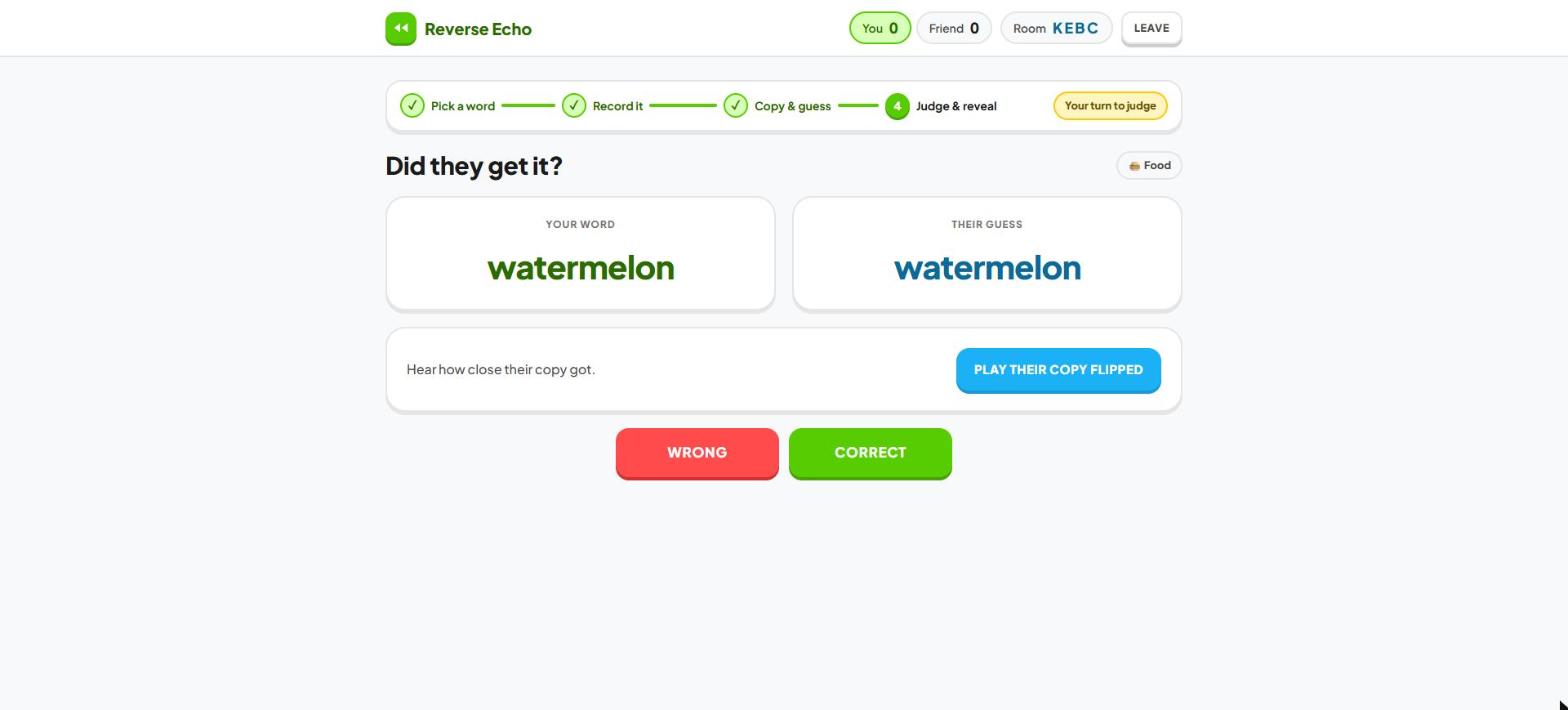 Reverse Echo
You 0
Friend 0
Room KEBC
LEAVE
Pick a word
Record it
Copy & guess
4 Judge & reveal
Your turn to judge
Did they get it?
Food
YOUR WORD
watermelon
THEIR GUESS
watermelon
Hear how close their copy got.
PLAY THEIR COPY FLIPPED
WRONG
CORRECT